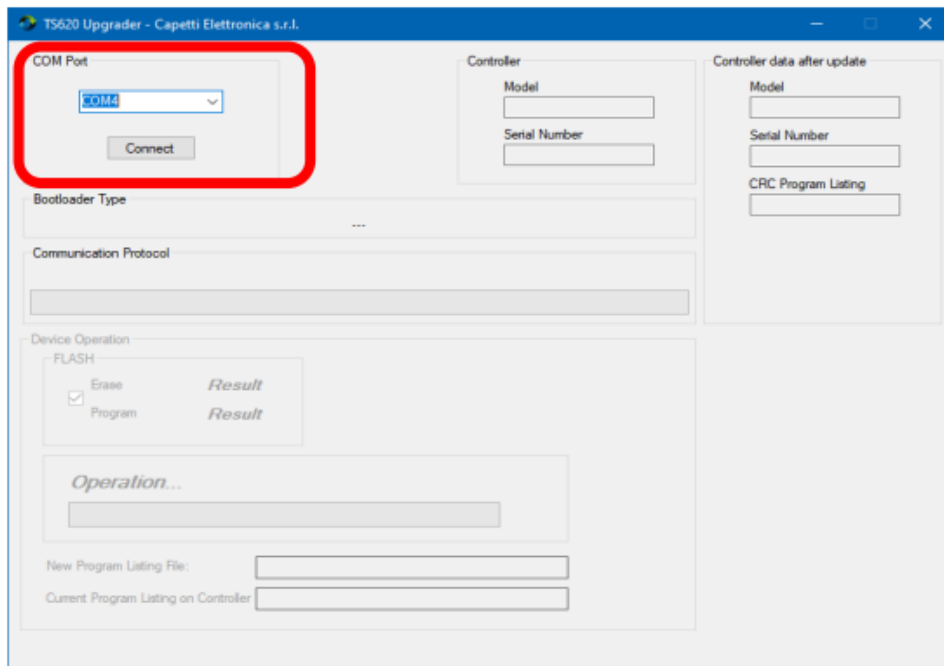 TS620 Upgrader - Capetti Elettronica s.r.l.
COM Port
COM4
Connect
Controller
Model
Serial Number
Controller data after update
Model
Serial Number
CRC Program Listing
Bootloader Type
---
Communication Protocol
Device Operation
FLASH
Erase Result
Program Result
Operation...
New Program Listing File:
Current Program Listing on Controller